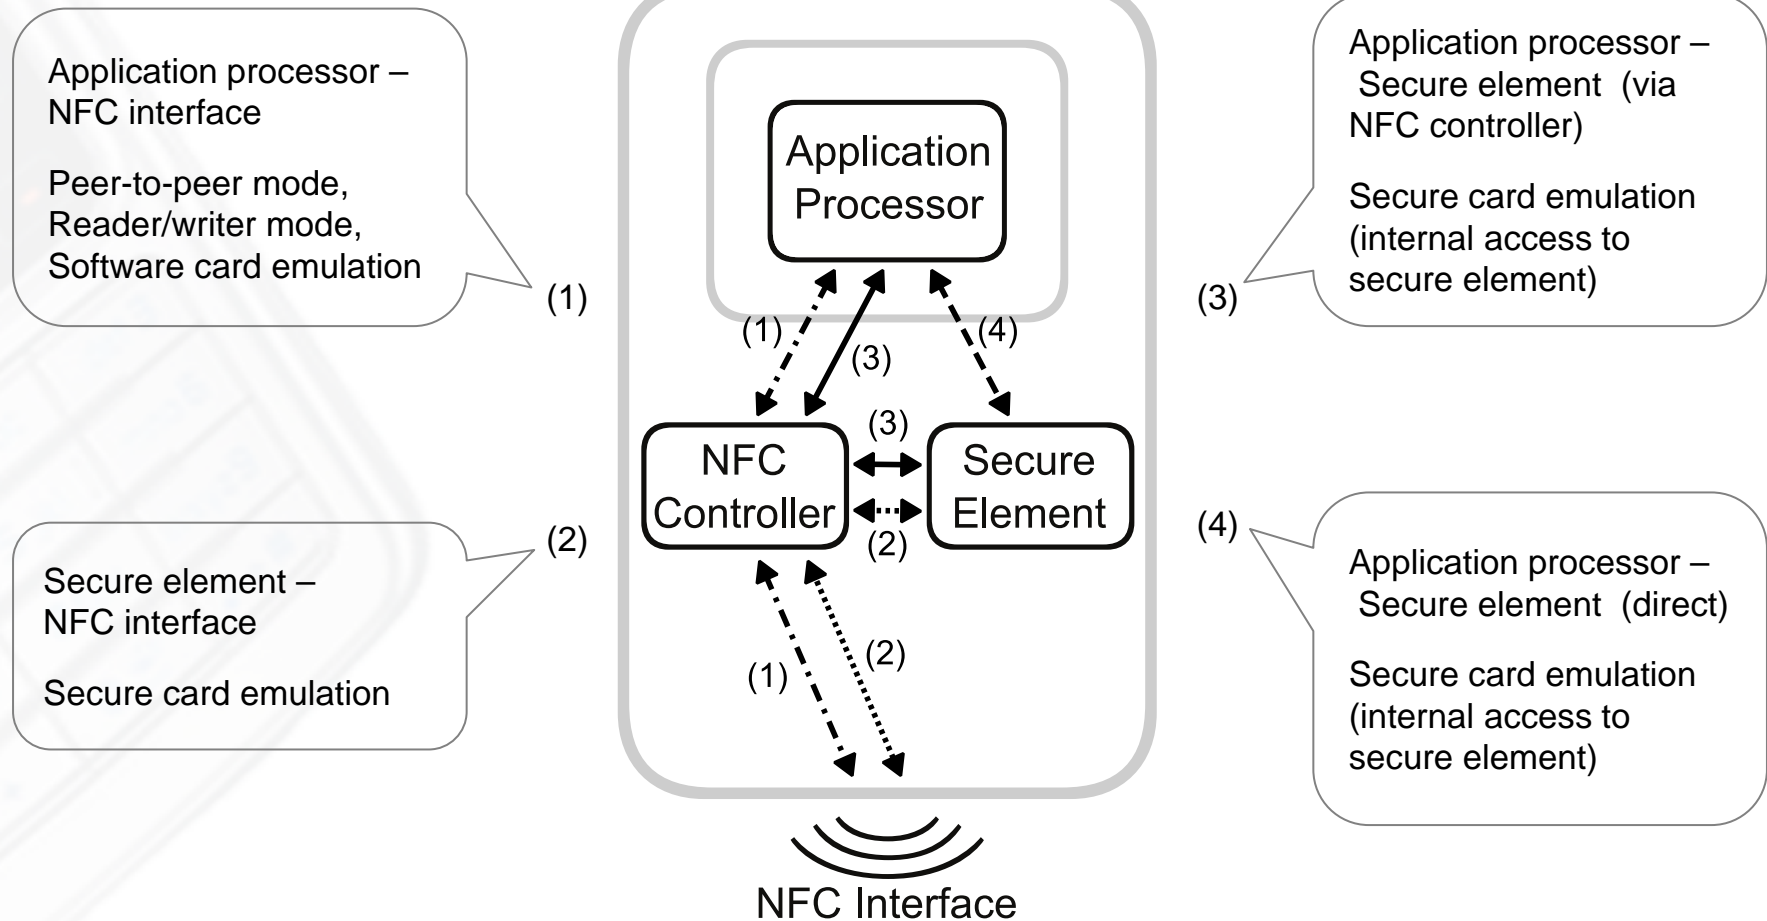 Application processor –
NFC interface
Peer-to-peer mode,
Reader/writer mode,
Software card emulation
(1)
Secure element –
NFC interface
Secure card emulation
(2)
Application
Processor
(1)
(3)
(4)
NFC
Controller
(3)
(2)
Secure
Element
(1)
(2)
NFC Interface
Application processor –
Secure element (via
NFC controller)
Secure card emulation
(internal access to
secure element)
(3)
(4)
Application processor –
Secure element (direct)
Secure card emulation
(internal access to
secure element)